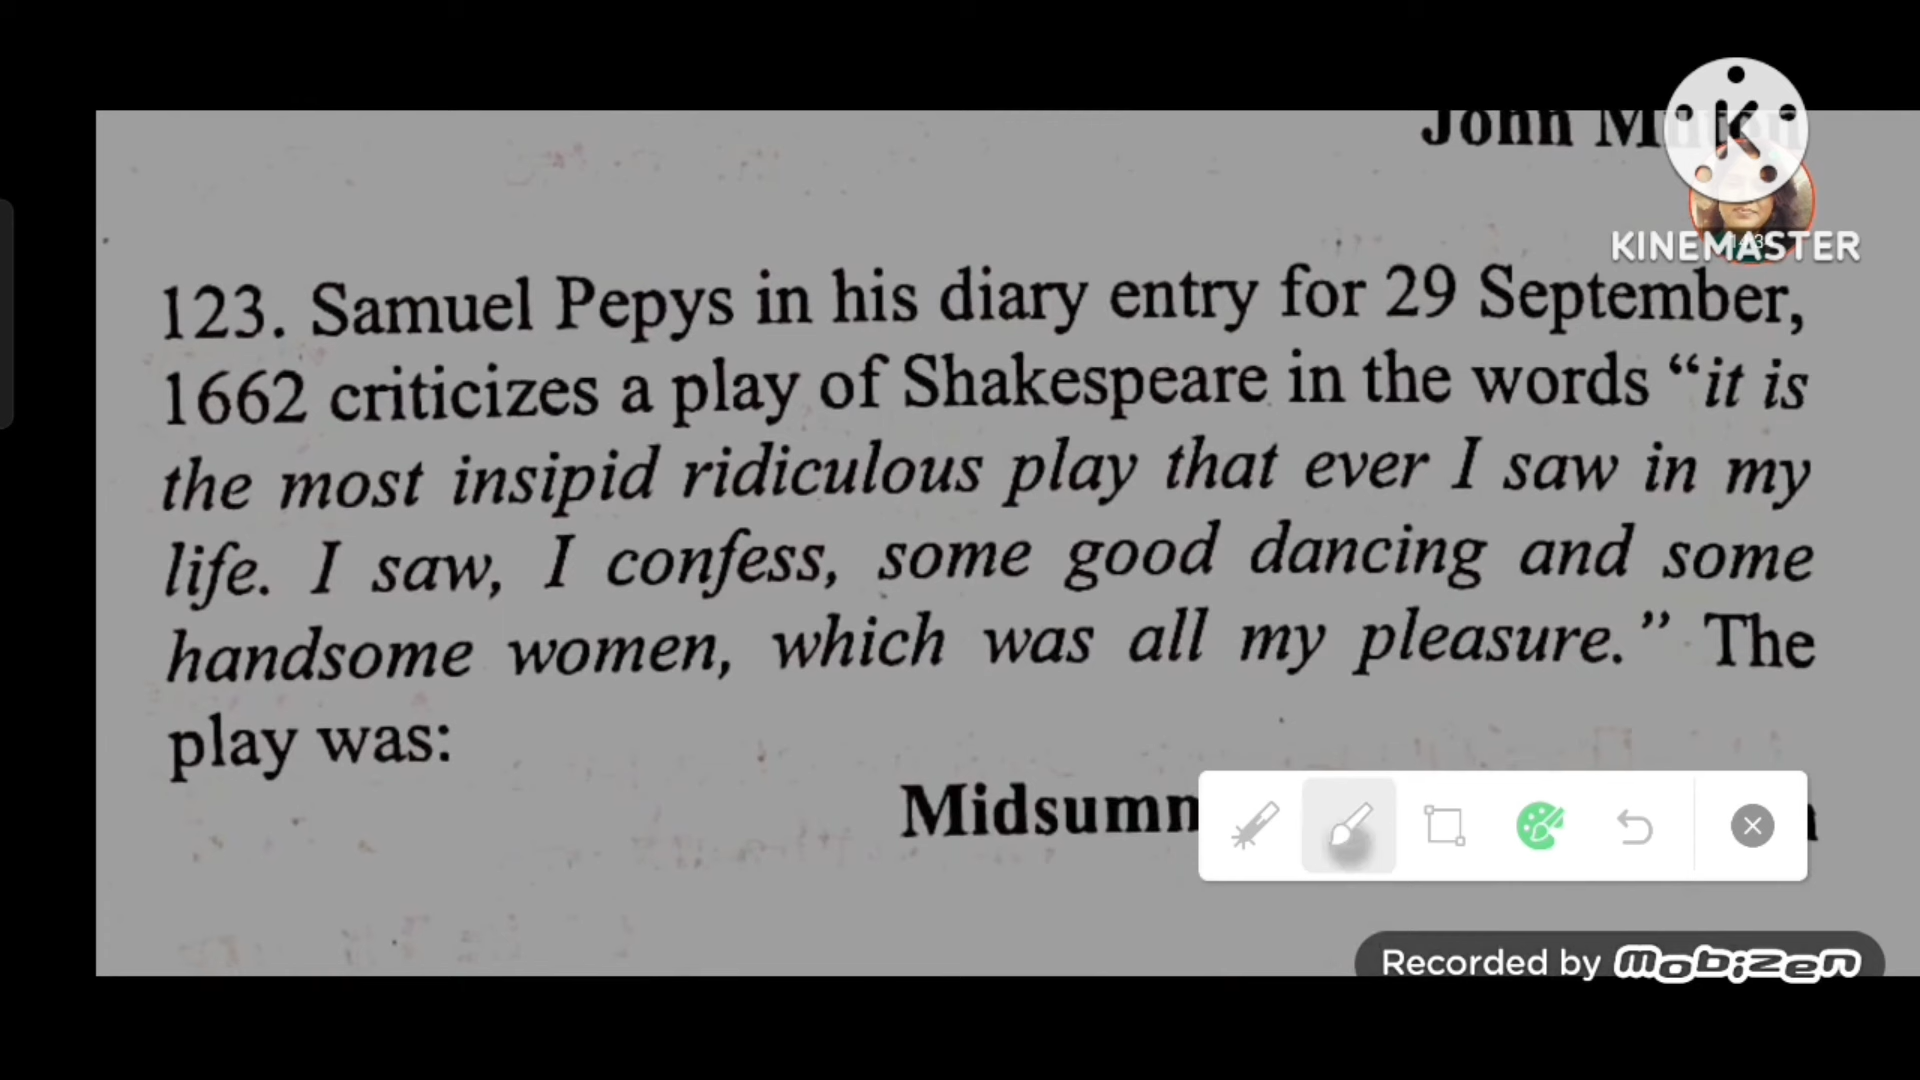 John
KINEMASTER
123. Samuel Pepys in his diary entry for 29 September,
1662 criticizes a play of Shakespeare in the words “it is
the most insipid ridiculous play that ever I saw in my
life. I saw, I confess, some good dancing and some
handsome women, which was all my pleasure.” The
play was:
Recorded by mobizen